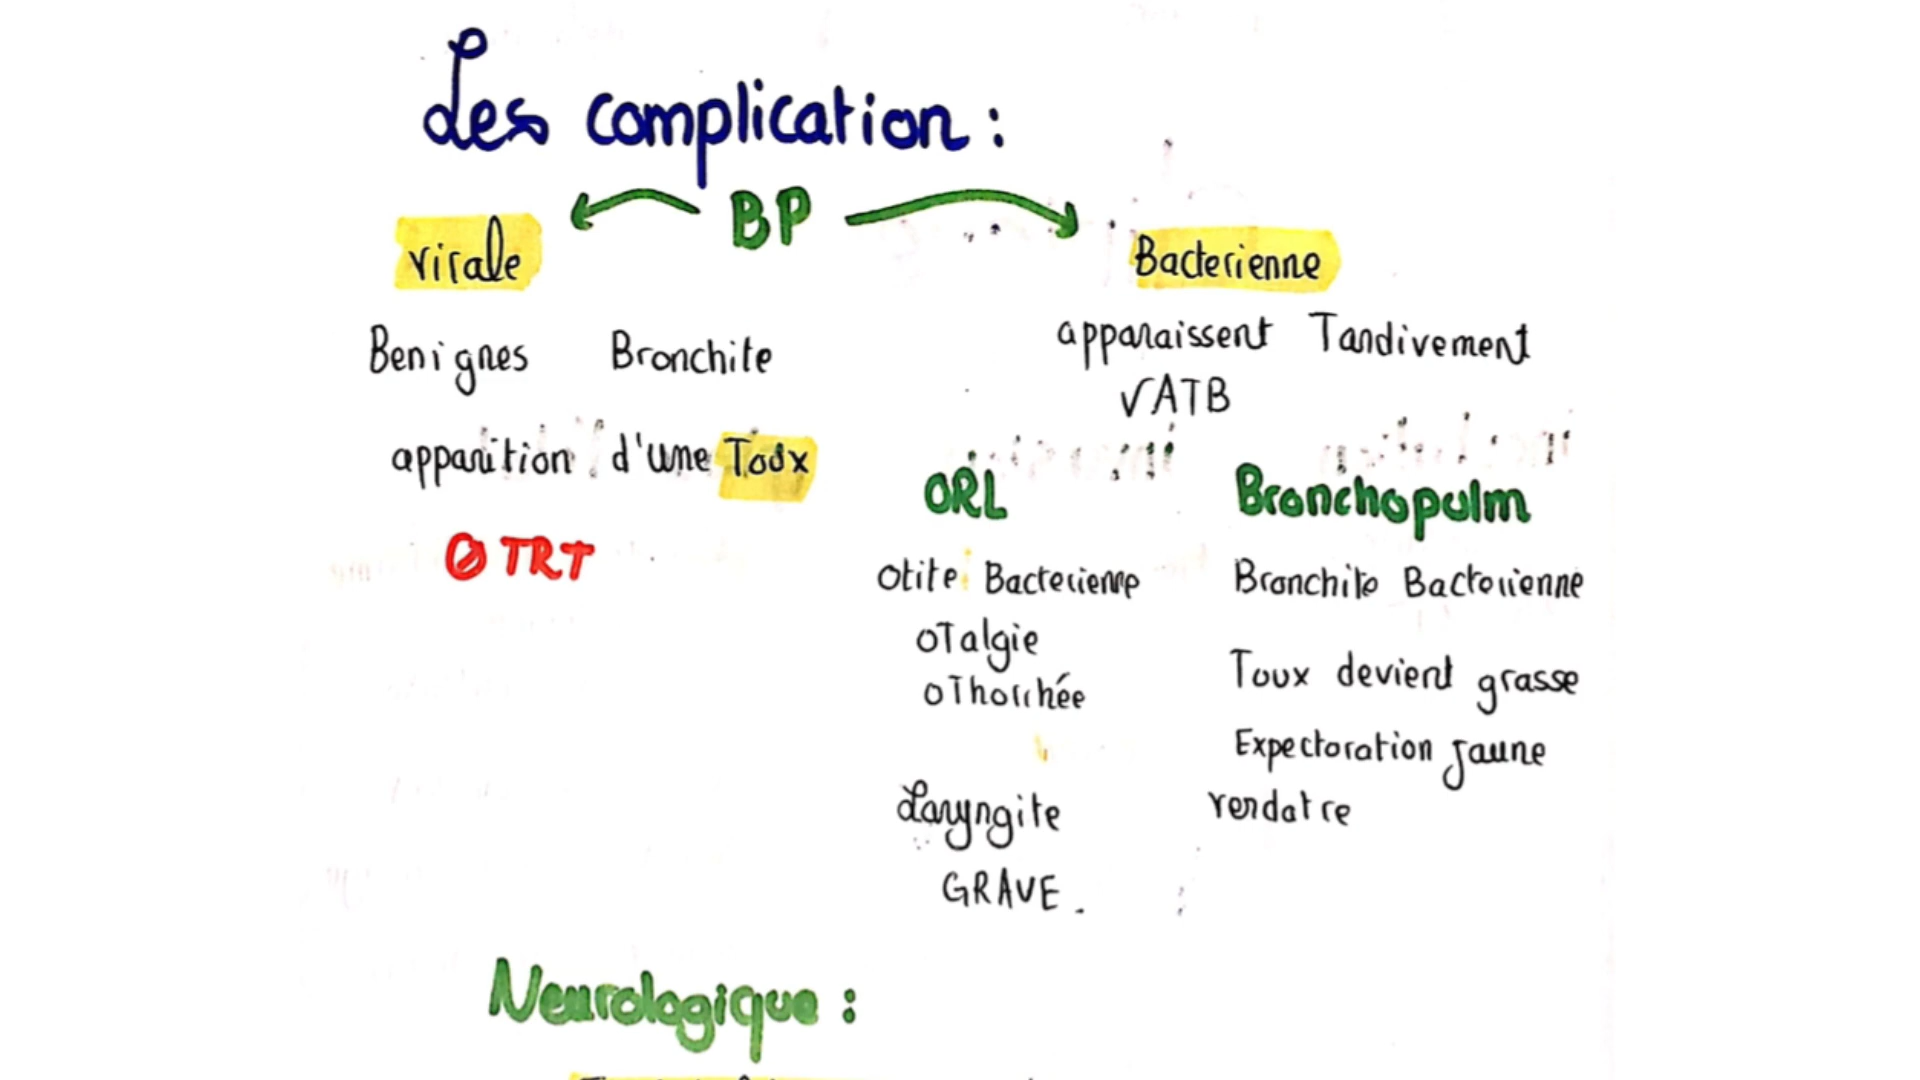 Les complication :
BP
virale
Benignes Bronchite
apparition d'une Toux
⊘ TRT
Bacterienne
apparaissent Tardivement
√ATB
ORL
Otite Bacterienne
OTalgie
OThorrhée
Laryngite
GRAVE.
Bronchopulm
Bronchite Bacterienne
Toux devient grasse
Expectoration jaune
verdatre
Neurologique :